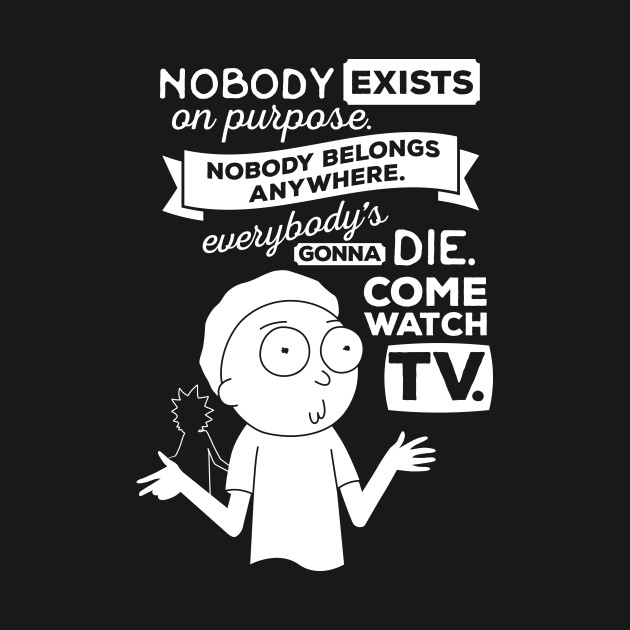 NOBODY EXISTS
on purpose.
NOBODY BELONGS
ANYWHERE.
everybody's
GONNA DIE.
COME
WATCH
TV.